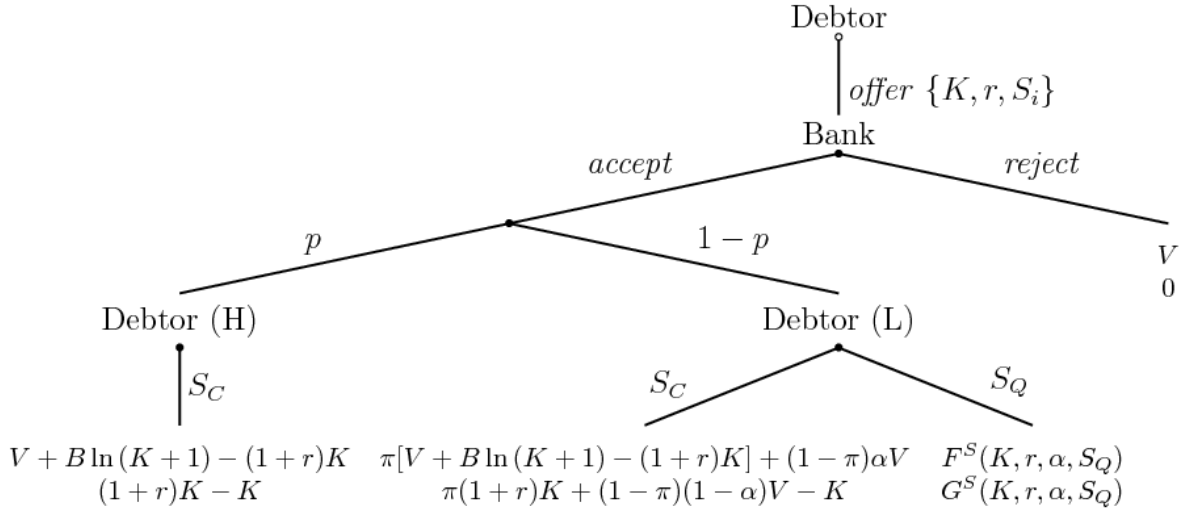 Debtor
offer {K, r, S_i}
Bank
accept
reject
p
1 − p
V
0
Debtor (H)
Debtor (L)
S_C
S_C
S_Q
V + B ln (K + 1) − (1 + r)K
π[V + B ln (K + 1) − (1 + r)K] + (1 − π)αV
F^S(K, r, α, S_Q)
(1 + r)K − K
π(1 + r)K + (1 − π)(1 − α)V − K
G^S(K, r, α, S_Q)